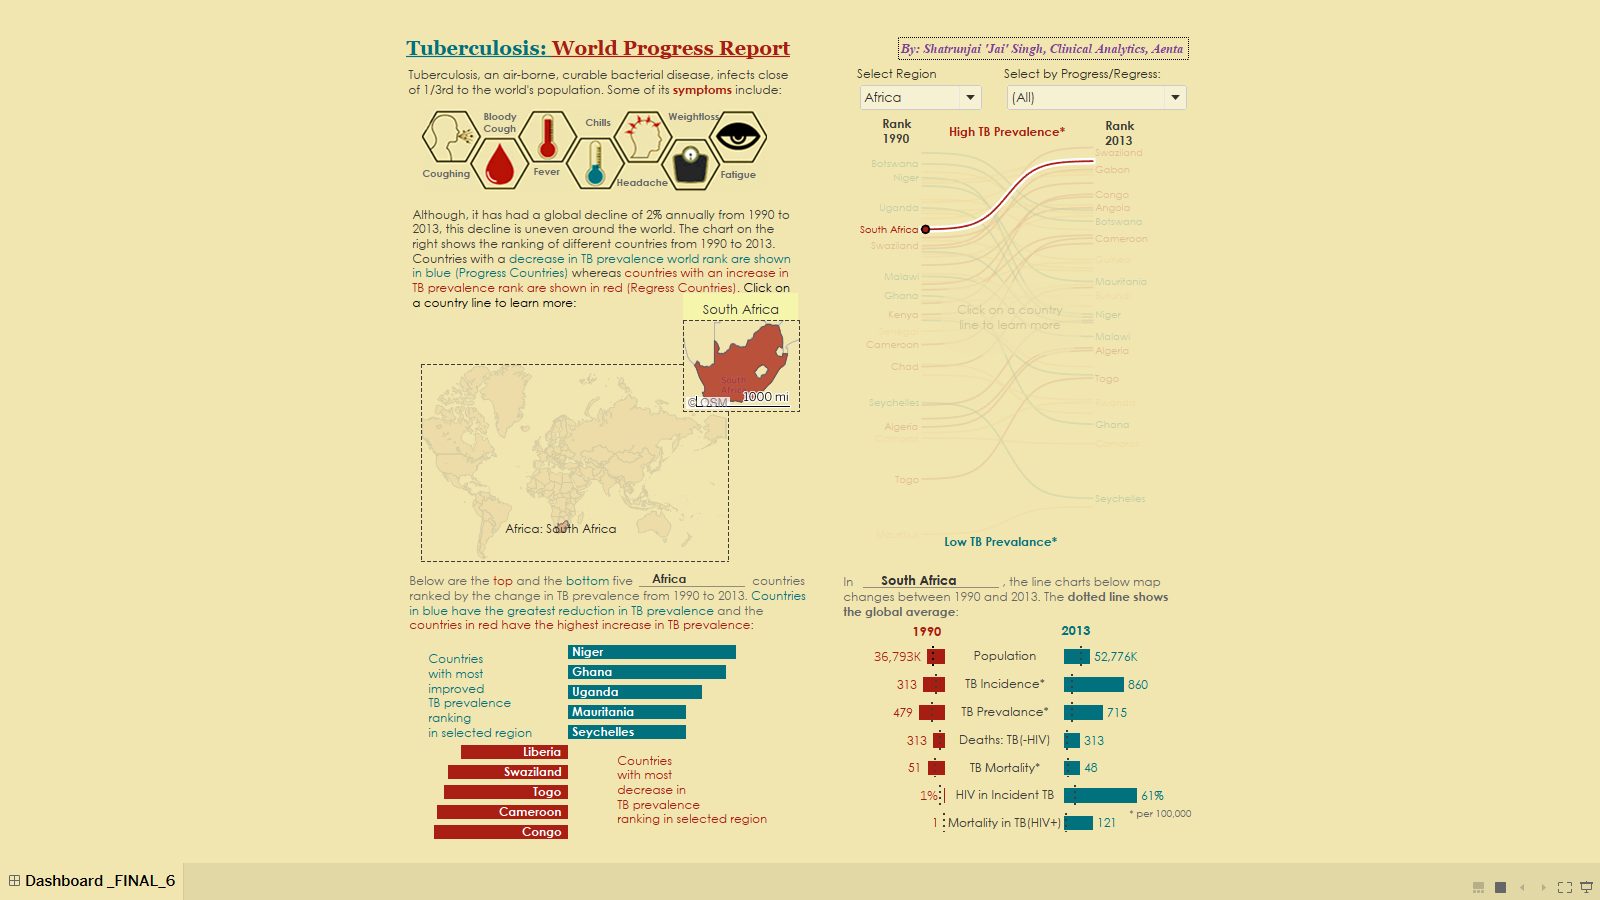 Tuberculosis: World Progress Report
Tuberculosis, an air-borne, curable bacterial disease, infects close
of 1/3rd to the world's population. Some of its symptoms include:
Coughing
Bloody
Cough
Fever
Chills
Headache
Weightloss
Fatigue
Although, it has had a global decline of 2% annually from 1990 to
2013, this decline is uneven around the world. The chart on the
right shows the ranking of different countries from 1990 to 2013.
Countries with a decrease in TB prevalence world rank are shown
in blue (Progress Countries) whereas countries with an increase in
TB prevalence rank are shown in red (Regress Countries). Click on
a country line to learn more:
South Africa
South
Africa
© OSM
1000 mi
Africa: South Africa
Below are the top and the bottom five Africa countries
ranked by the change in TB prevalence from 1990 to 2013. Countries
in blue have the greatest reduction in TB prevalence and the
countries in red have the highest increase in TB prevalence:
Countries
with most
improved
TB prevalence
ranking
in selected region
Niger
Ghana
Uganda
Mauritania
Seychelles
Liberia
Swaziland
Togo
Cameroon
Congo
Countries
with most
decrease in
TB prevalence
ranking in selected region
By: Shatrunjai 'Jai' Singh, Clinical Analytics, Aenta
Select Region
Africa
Select by Progress/Regress:
(All)
Rank
1990
High TB Prevalence*
Rank
2013
Botswana
Niger
Uganda
South Africa
Swaziland
Malawi
Ghana
Kenya
Senegal
Cameroon
Chad
Seychelles
Algeria
Togo
Click on a country
line to learn more
Swaziland
Gabon
Congo
Angola
Botswana
Cameroon
Mauritania
Niger
Malawi
Algeria
Togo
Ghana
Seychelles
Low TB Prevalance*
In South Africa , the line charts below map
changes between 1990 and 2013. The dotted line shows
the global average:
1990 2013
36,793K Population 52,776K
313 TB Incidence* 860
479 TB Prevalance* 715
313 Deaths: TB(-HIV) 313
51 TB Mortality* 48
1% HIV in Incident TB 61%
* per 100,000
1 Mortality in TB(HIV+) 121
Dashboard _FINAL_6